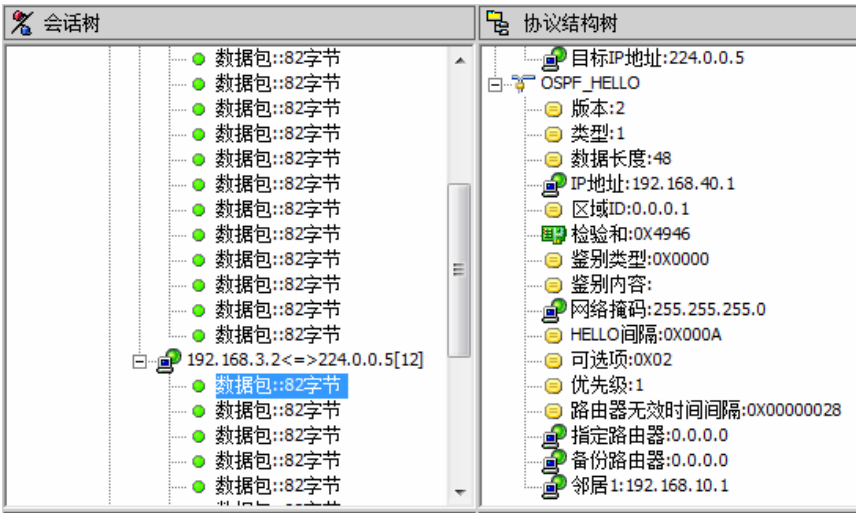 会话树
数据包::82字节
数据包::82字节
数据包::82字节
数据包::82字节
数据包::82字节
数据包::82字节
数据包::82字节
数据包::82字节
数据包::82字节
数据包::82字节
数据包::82字节
数据包::82字节
192.168.3.2<=>224.0.0.5[12]
数据包::82字节
数据包::82字节
数据包::82字节
数据包::82字节
数据包::82字节
协议结构树
目标IP地址:224.0.0.5
OSPF_HELLO
版本:2
类型:1
数据长度:48
IP地址:192.168.40.1
区域ID:0.0.0.1
检验和:0X4946
鉴别类型:0X0000
鉴别内容:
网络掩码:255.255.255.0
HELLO间隔:0X000A
可选项:0X02
优先级:1
路由器无效时间间隔:0X00000028
指定路由器:0.0.0.0
备份路由器:0.0.0.0
邻居1:192.168.10.1